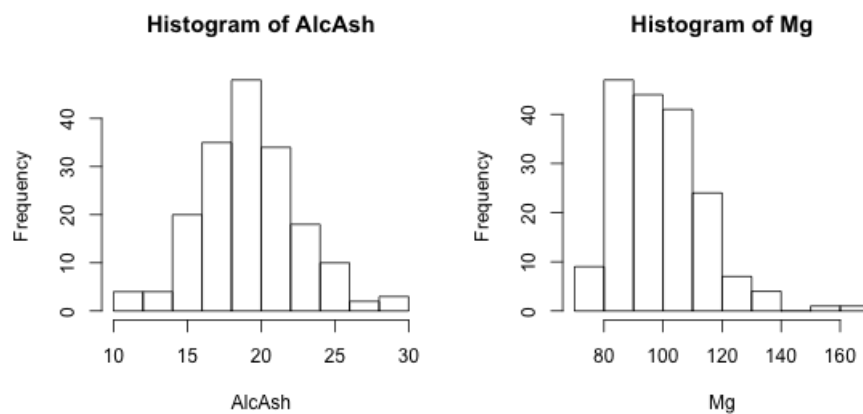 Histogram of AlcAsh
Frequency
0 10 20 30 40
10 15 20 25 30
AlcAsh
Histogram of Mg
Frequency
0 10 20 30 40
80 100 120 140 160
Mg